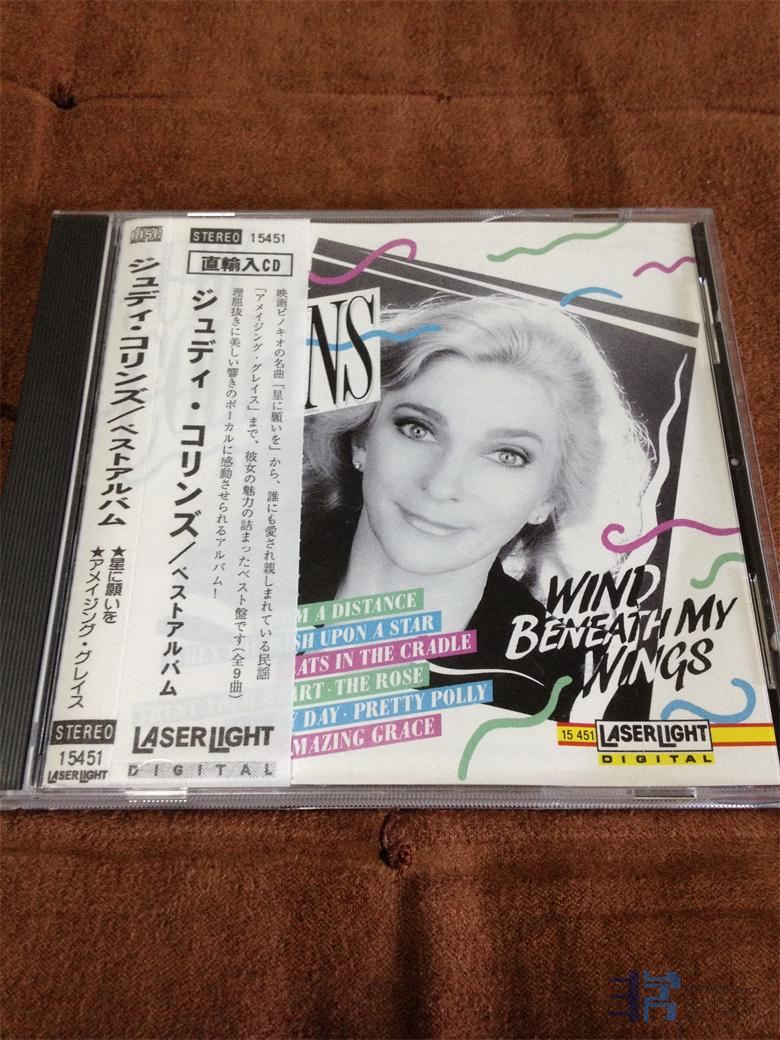 disc
ジュディ・コリンズ/ベストアルバム
★星に願いを
★アメイジング・グレイス
STEREO
15451
LASERLIGHT
STEREO 15451
直輸入CD
ジュディ・コリンズ/ベストアルバム
映画ピノキオの名曲「星に願いを」から、誰にも愛され親しまれている民謡
「アメイジング・グレイス」まで、彼女の魅力の詰まったベスト盤です(全9曲)
理屈抜きに美しい響きのボーカルに感動させられるアルバム!
LASERLIGHT
DIGITAL
NS
M A DISTANCE
SH UPON A STAR
ATS IN THE CRADLE
ART · THE ROSE
Y DAY · PRETTY POLLY
MAZING GRACE
WIND
BENEATH MY
WINGS
15 451
LASERLIGHT
DIGITAL